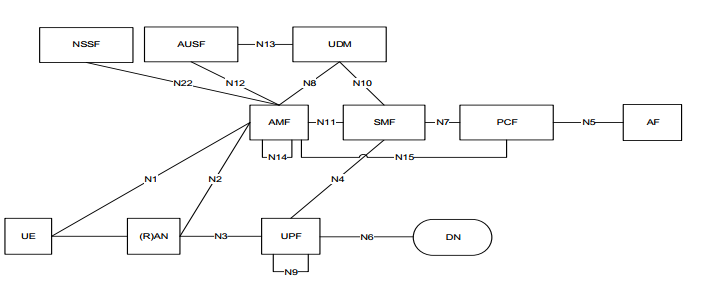 NSSF
AUSF
N13
UDM
N22
N12
N8
N10
AMF
N11
SMF
N7
PCF
N5
AF
N14
N15
N1
N2
N4
UE
(R)AN
N3
UPF
N6
DN
N9